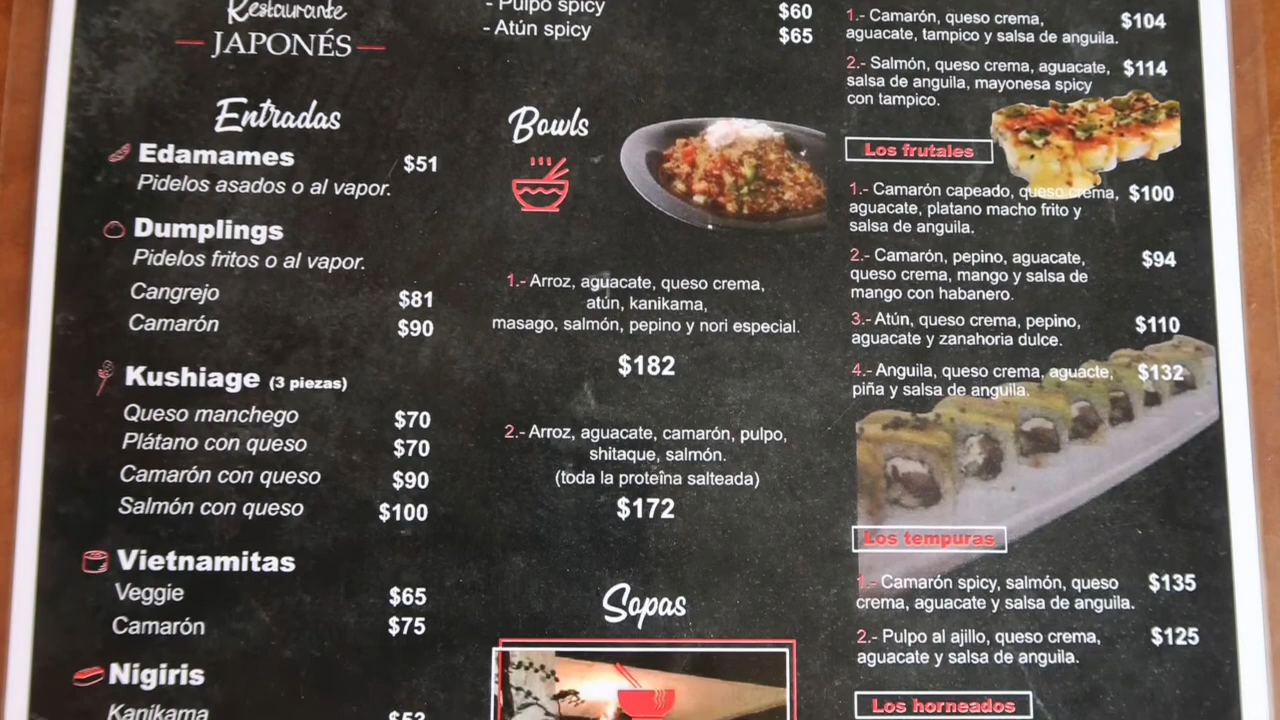 Restaurante
JAPONÉS
Entradas
Edamames $51
Pidelos asados o al vapor.
Dumplings
Pidelos fritos o al vapor.
Cangrejo $81
Camarón $90
Kushiage (3 piezas)
Queso manchego $70
Plátano con queso $70
Camarón con queso $90
Salmón con queso $100
Vietnamitas
Veggie $65
Camarón $75
Nigiris
Kanikama $52
- Pulpo spicy $60
- Atún spicy $65
Bowls
1.- Arroz, aguacate, queso crema,
atún, kanikama,
masago, salmón, pepino y nori especial.
$182
2.- Arroz, aguacate, camarón, pulpo,
shitaque, salmón.
(toda la proteîna salteada)
$172
Sopas
1.- Camarón, queso crema, $104
aguacate, tampico y salsa de anguila.
2.- Salmón, queso crema, aguacate, $114
salsa de anguila, mayonesa spicy
con tampico.
Los frutales
1.- Camarón capeado, queso crema, $100
aguacate, platano macho frito y
salsa de anguila.
2.- Camarón, pepino, aguacate, $94
queso crema, mango y salsa de
mango con habanero.
3.- Atún, queso crema, pepino, $110
aguacate y zanahoria dulce.
4.- Anguila, queso crema, aguacte, $132
piña y salsa de anguila.
Los tempuras
1.- Camarón spicy, salmón, queso $135
crema, aguacate y salsa de anguila.
2.- Pulpo al ajillo, queso crema, $125
aguacate y salsa de anguila.
Los horneados